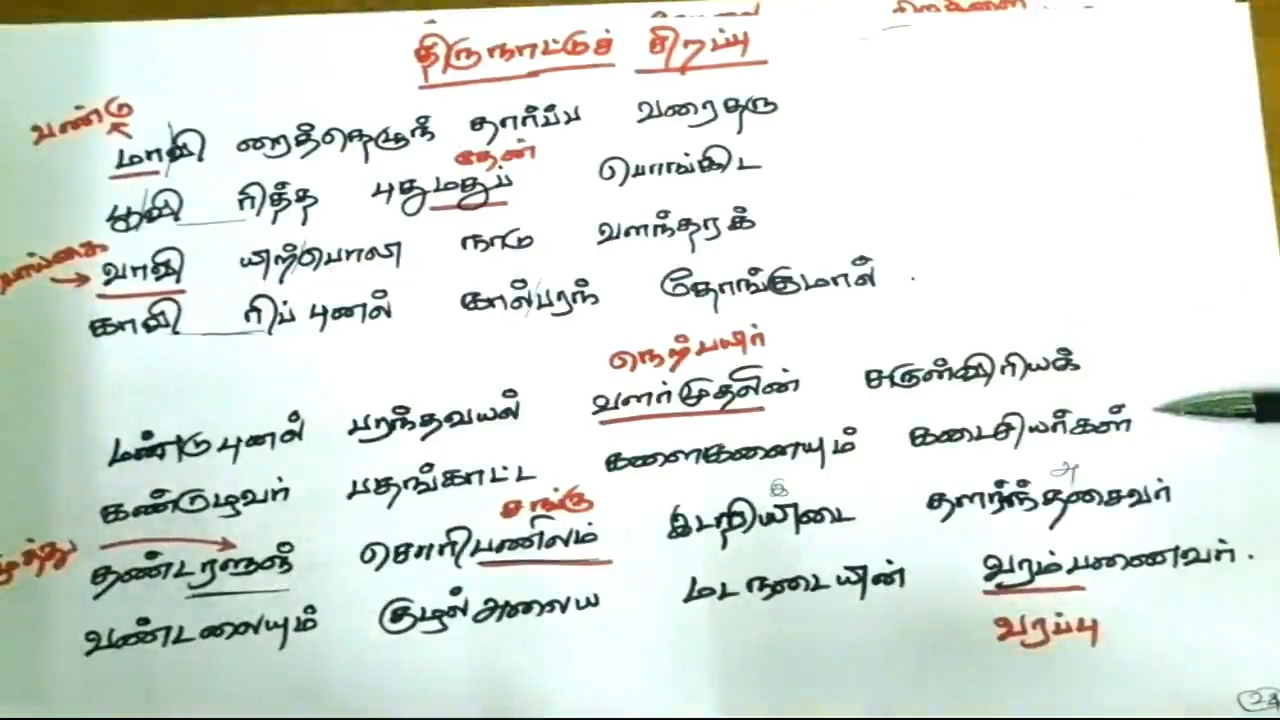 திருநாட்டுச் சிறப்பு
வண்டு
மாவி ரைத்தெழுந் தார்ப்ப வரைதரு
தேன்
பூவி ரித்த புதுமதுப் பொங்கிட
பொய்கை
வாவி யிற்பொலி நாடு வளந்தரக்
காவி ரிப்புனல் கால்பரந் தோங்குமால்.
நெற்பயிர்
மண்டுபுனல் பரந்தவயல் வளர்முதலின் சுருள்விரியக்
கண்டுழவர் பதங்காட்ட களைகளையும் கடைசியர்கள்
சங்கு இ அ
தண்டரளஞ் சொரிபணிலம் இடறியிடை தளர்ந்தசைவர்
வண்டலையும் குழல்அலைய மடநடையின் வரம்பணைவர்.
வரப்பு